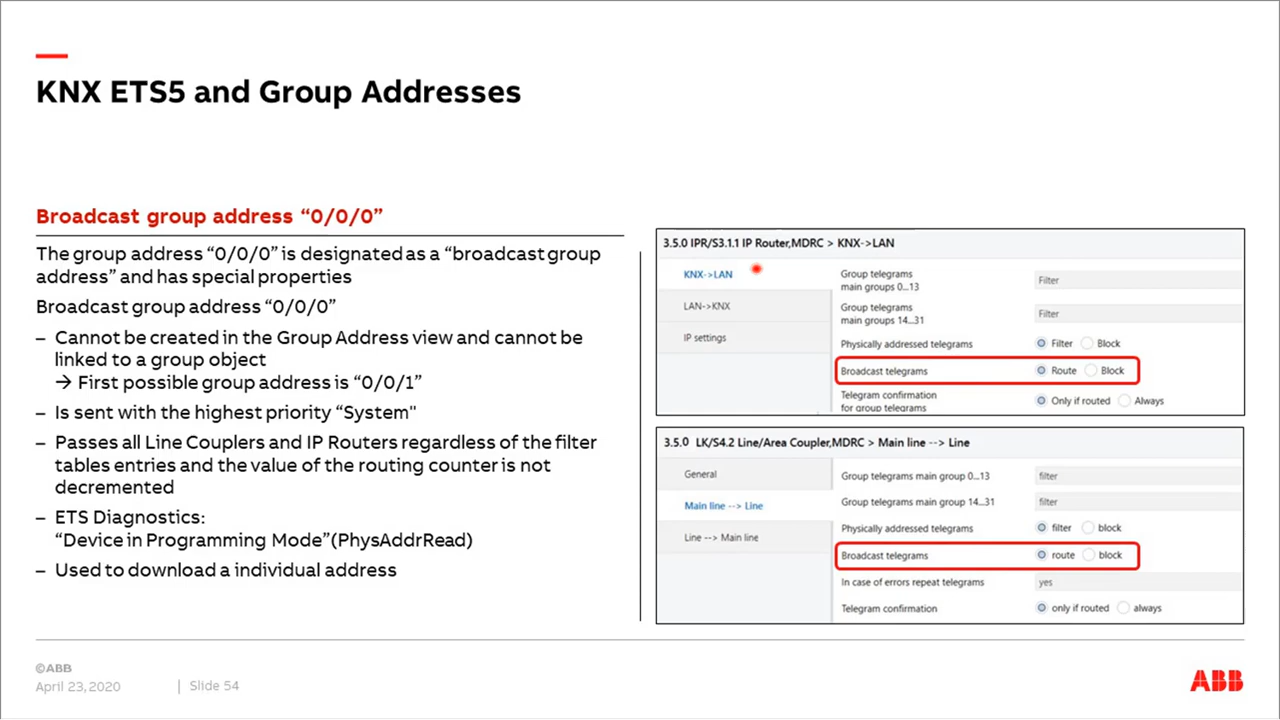 KNX ETS5 and Group Addresses
Broadcast group address “0/0/0”
The group address “0/0/0” is designated as a “broadcast group
address” and has special properties
Broadcast group address “0/0/0”
– Cannot be created in the Group Address view and cannot be
linked to a group object
→ First possible group address is “0/0/1”
– Is sent with the highest priority “System"
– Passes all Line Couplers and IP Routers regardless of the filter
tables entries and the value of the routing counter is not
decremented
– ETS Diagnostics:
“Device in Programming Mode”(PhysAddrRead)
– Used to download a individual address
3.5.0 IPR/S3.1.1 IP Router,MDRC > KNX->LAN
KNX->LAN
LAN->KNX
IP settings
Group telegrams
main groups 0...13
Filter
Group telegrams
main groups 14...31
Filter
Physically addressed telegrams Filter Block
Broadcast telegrams Route Block
Telegram confirmation
for group telegrams
Only if routed Always
3.5.0 LK/S4.2 Line/Area Coupler,MDRC > Main line --> Line
General
Main line --> Line
Line --> Main line
Group telegrams main group 0...13 filter
Group telegrams main group 14...31 filter
Physically addressed telegrams filter block
Broadcast telegrams route block
In case of errors repeat telegrams yes
Telegram confirmation only if routed always
©ABB
April 23, 2020 | Slide 54
ABB